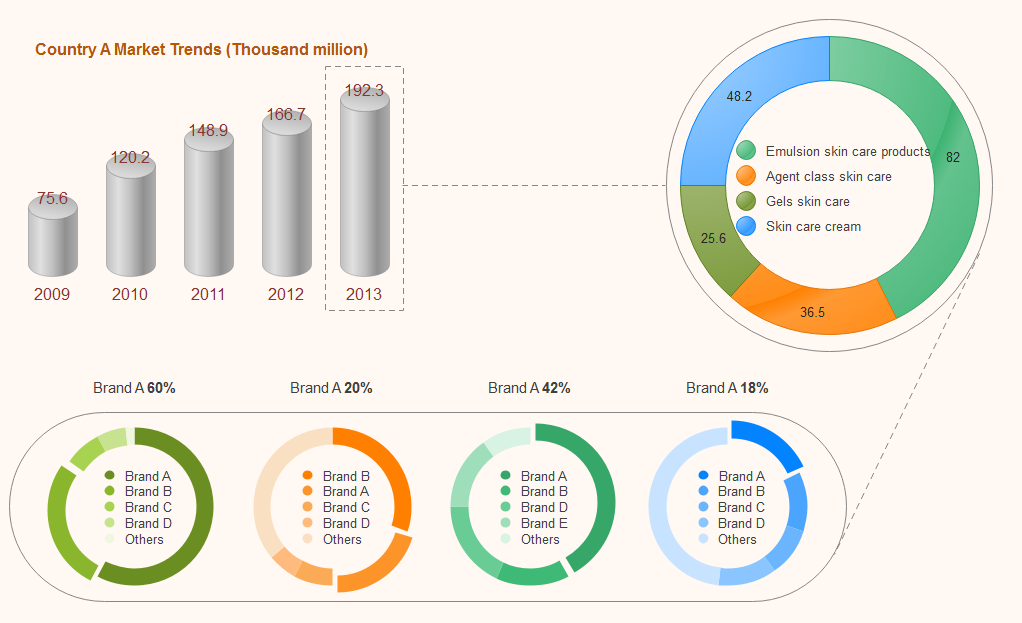 Country A Market Trends (Thousand million)
75.6
120.2
148.9
166.7
192.3
2009
2010
2011
2012
2013
48.2
82
25.6
36.5
Emulsion skin care products
Agent class skin care
Gels skin care
Skin care cream
Brand A 60%
Brand A 20%
Brand A 42%
Brand A 18%
Brand A
Brand B
Brand C
Brand D
Others
Brand B
Brand A
Brand C
Brand D
Others
Brand A
Brand B
Brand D
Brand E
Others
Brand A
Brand B
Brand C
Brand D
Others